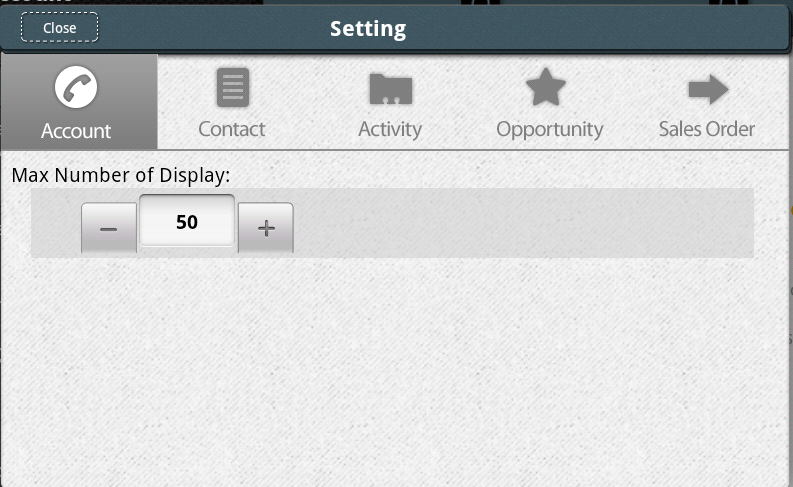 Close
Setting
Account
Contact
Activity
Opportunity
Sales Order
Max Number of Display:
50